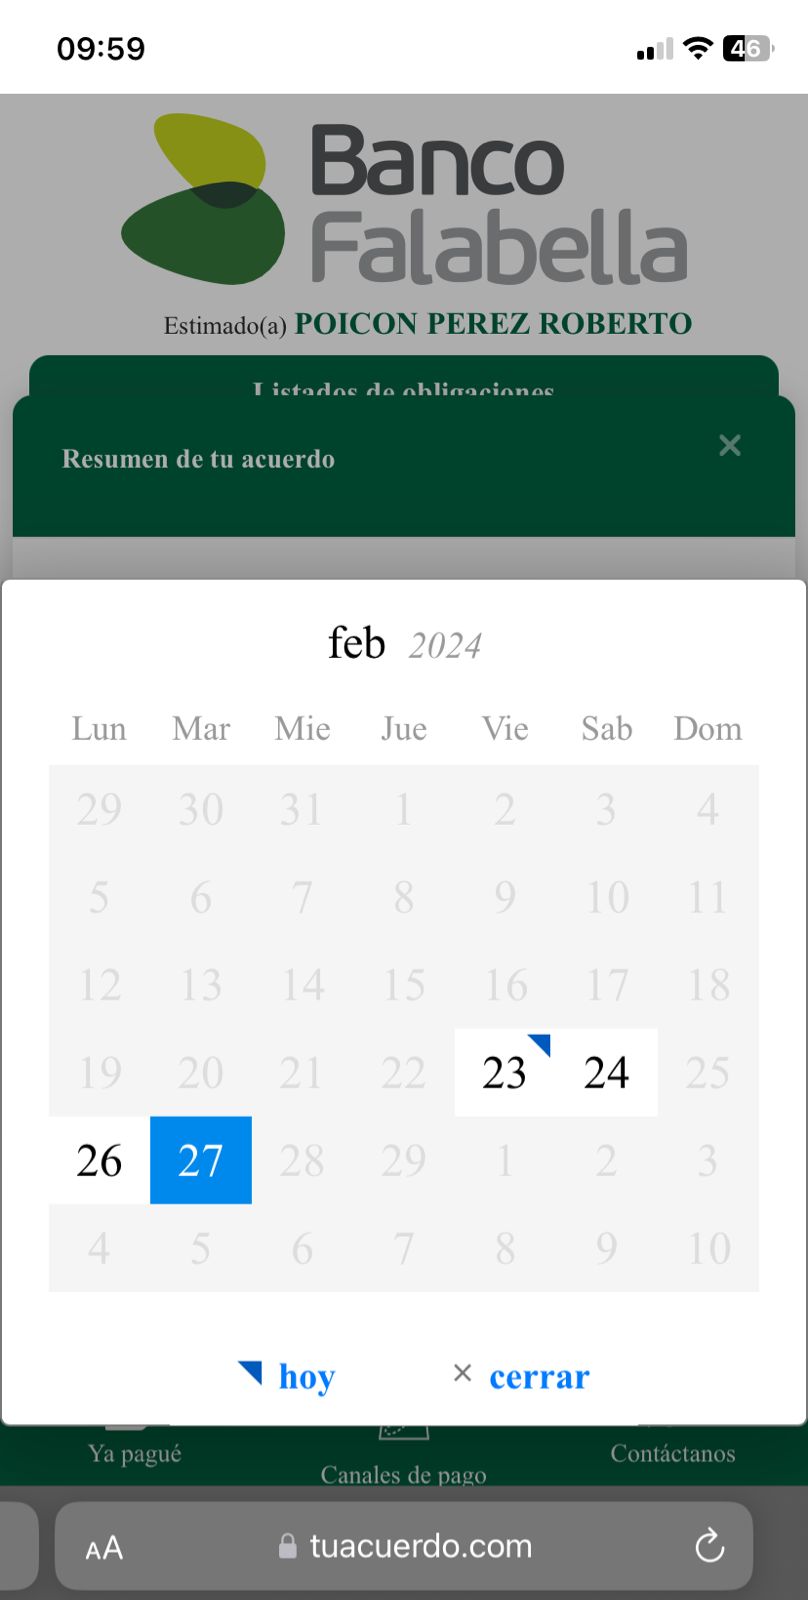 09:59
46
Banco
Falabella
Estimado(a) POICON PEREZ ROBERTO
Listados de obligaciones
Resumen de tu acuerdo
feb 2024
Lun Mar Mie Jue Vie Sab Dom
29 30 31 1 2 3 4
5 6 7 8 9 10 11
12 13 14 15 16 17 18
19 20 21 22 23 24 25
26 27 28 29 1 2 3
4 5 6 7 8 9 10
hoy × cerrar
Ya pagué
Canales de pago
Contáctanos
AA tuacuerdo.com